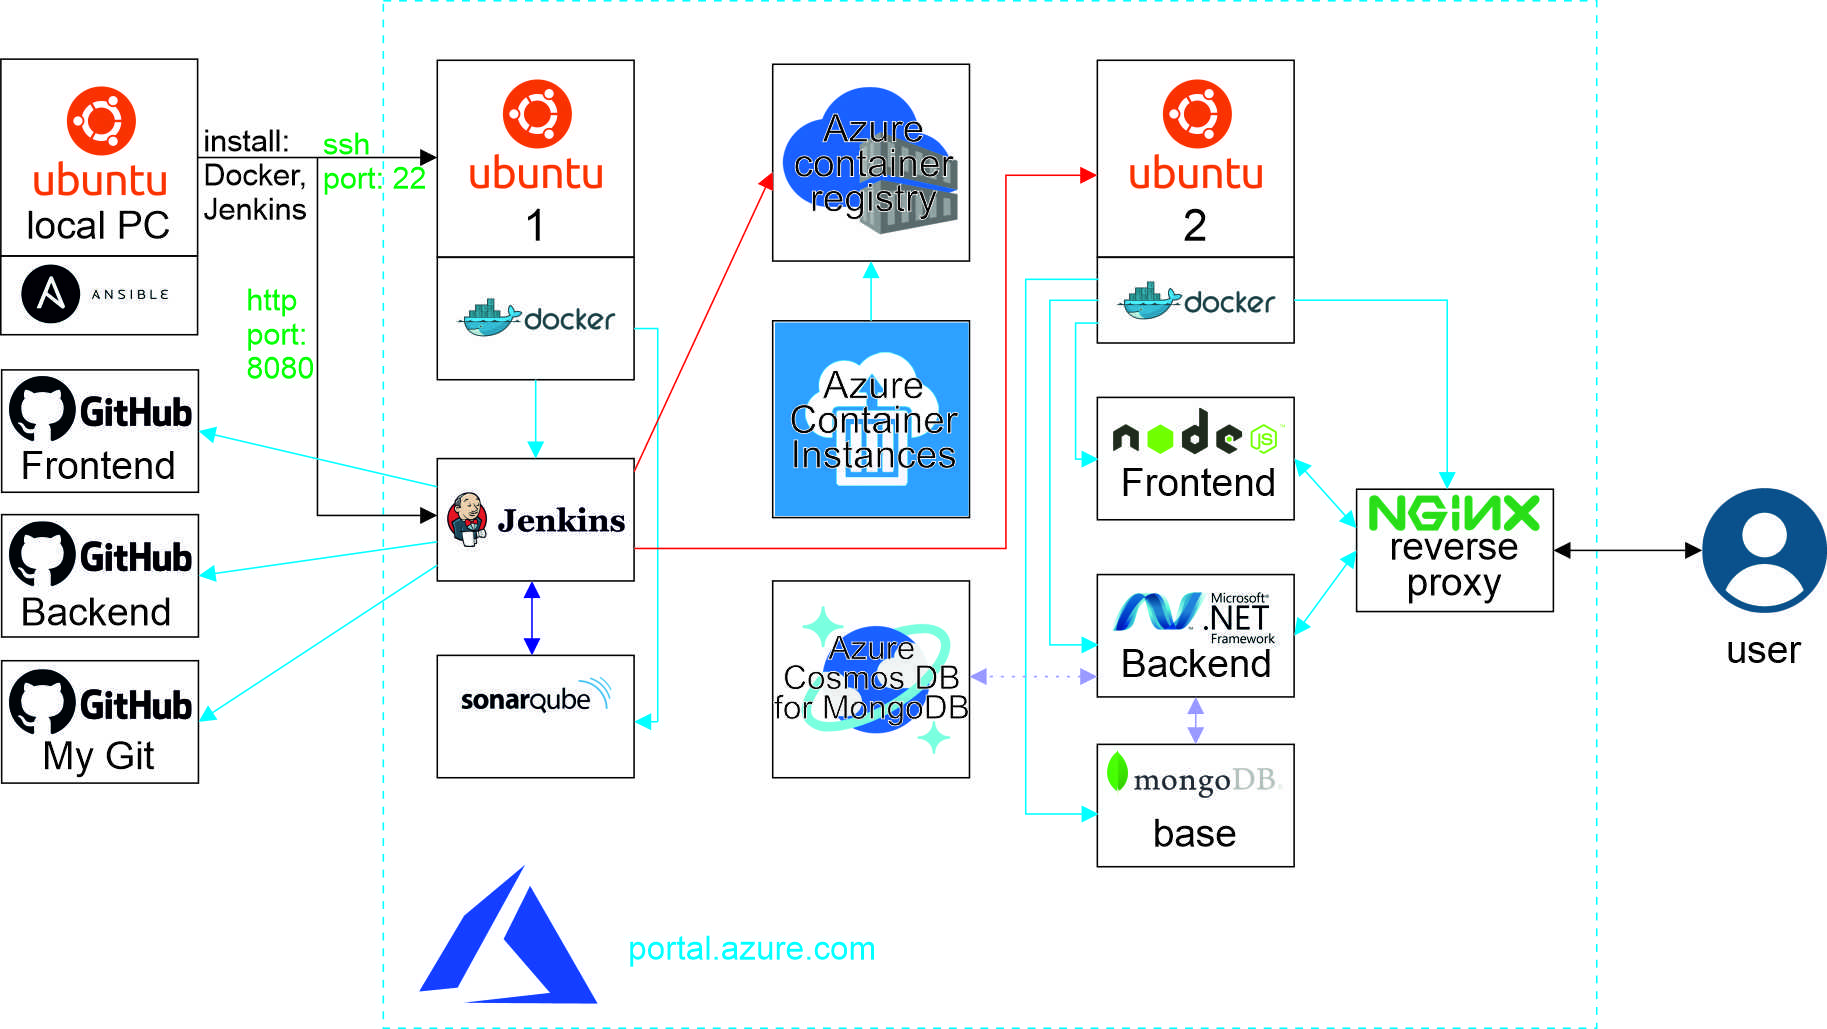 ubuntu
local PC
ANSIBLE
install:
Docker,
Jenkins
ssh
port: 22
http
port:
8080
GitHub
Frontend
GitHub
Backend
GitHub
My Git
ubuntu
1
docker
Jenkins
sonarqube
Azure
container
registry
Azure
Container
Instances
Azure
Cosmos DB
for MongoDB
ubuntu
2
docker
node
JS
Frontend
Microsoft®
.NET
Framework
Backend
mongoDB
base
NGINX
reverse
proxy
user
portal.azure.com